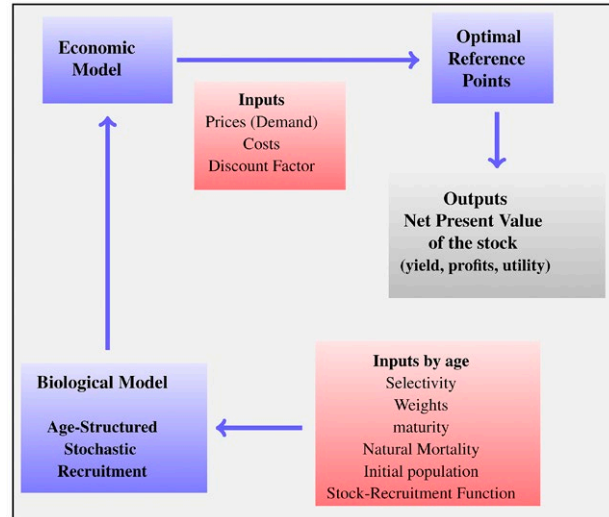 Economic
Model
Optimal
Reference
Points
Inputs
Prices (Demand)
Costs
Discount Factor
Outputs
Net Present Value
of the stock
(yield, profits, utility)
Biological Model
Age-Structured
Stochastic
Recruitment
Inputs by age
Selectivity
Weights
maturity
Natural Mortality
Initial population
Stock-Recruitment Function